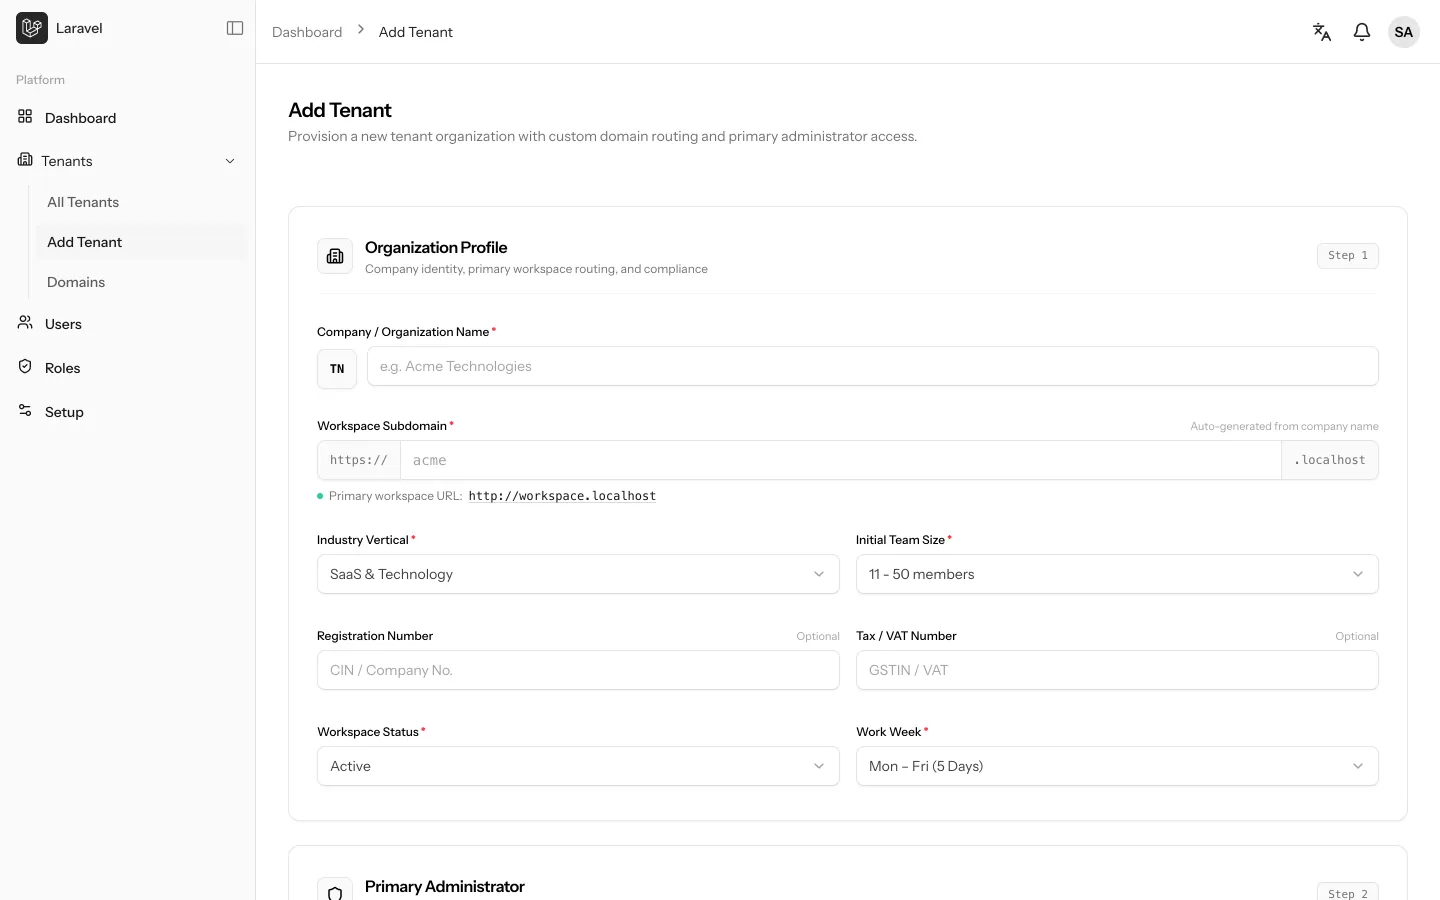 Laravel
Dashboard
Add Tenant
SA
Platform
Dashboard
Tenants
All Tenants
Add Tenant
Domains
Users
Roles
Setup
Add Tenant
Provision a new tenant organization with custom domain routing and primary administrator access.
Organization Profile
Company identity, primary workspace routing, and compliance
Step 1
Company / Organization Name *
TN
e.g. Acme Technologies
Workspace Subdomain *
Auto-generated from company name
https://
acme
.localhost
Primary workspace URL: http://workspace.localhost
Industry Vertical *
Initial Team Size *
SaaS & Technology
11 - 50 members
Registration Number
Optional
Tax / VAT Number
Optional
CIN / Company No.
GSTIN / VAT
Workspace Status *
Work Week *
Active
Mon – Fri (5 Days)
Primary Administrator
Step 2